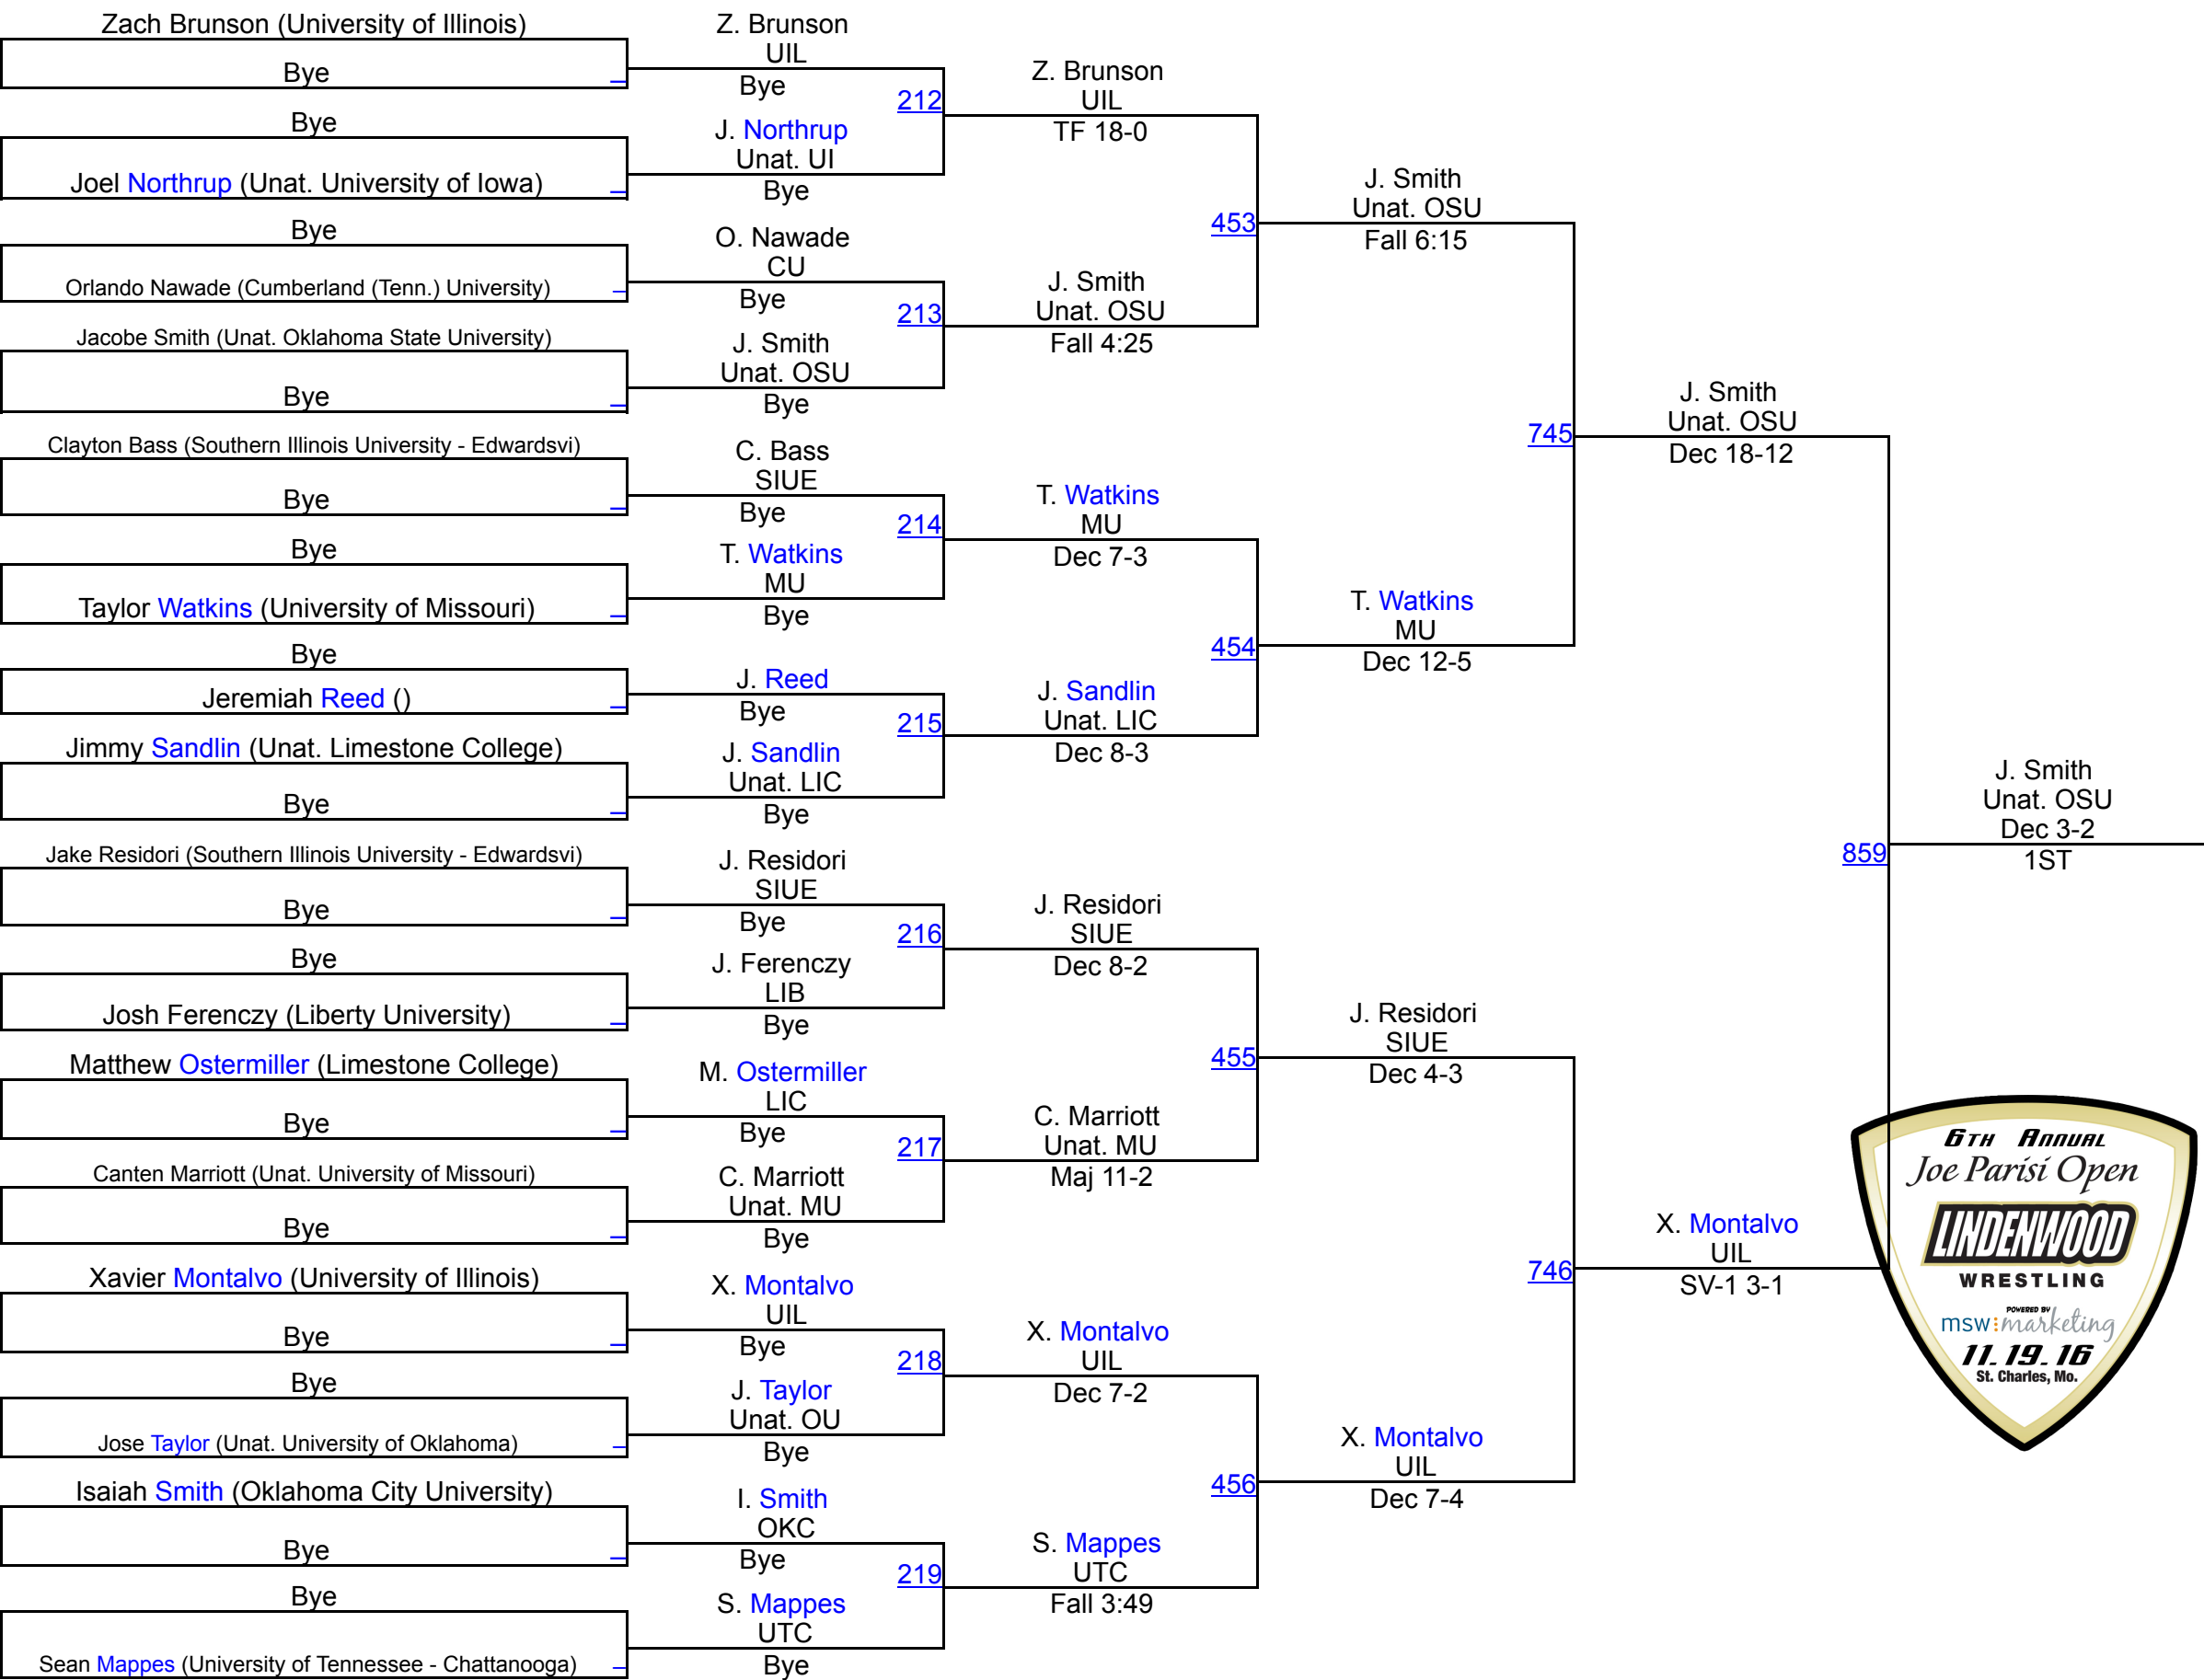 Zach Brunson (University of Illinois)
Bye
Bye
Joel Northrup (Unat. University of Iowa)
Bye
Orlando Nawade (Cumberland (Tenn.) University)
Jacobe Smith (Unat. Oklahoma State University)
Bye
Clayton Bass (Southern Illinois University - Edwardsvi)
Bye
Bye
Taylor Watkins (University of Missouri)
Bye
Jeremiah Reed ()
Jimmy Sandlin (Unat. Limestone College)
Bye
Jake Residori (Southern Illinois University - Edwardsvi)
Bye
Bye
Josh Ferenczy (Liberty University)
Matthew Ostermiller (Limestone College)
Bye
Canten Marriott (Unat. University of Missouri)
Bye
Xavier Montalvo (University of Illinois)
Bye
Bye
Jose Taylor (Unat. University of Oklahoma)
Isaiah Smith (Oklahoma City University)
Bye
Bye
Sean Mappes (University of Tennessee - Chattanooga)
Z. Brunson
UIL
Bye
212
J. Northrup
Unat. UI
Bye
O. Nawade
CU
Bye
213
J. Smith
Unat. OSU
Bye
C. Bass
SIUE
Bye
214
T. Watkins
MU
Bye
J. Reed
Bye
215
J. Sandlin
Unat. LIC
Bye
J. Residori
SIUE
Bye
216
J. Ferenczy
LIB
Bye
M. Ostermiller
LIC
Bye
217
C. Marriott
Unat. MU
Bye
X. Montalvo
UIL
Bye
218
J. Taylor
Unat. OU
Bye
I. Smith
OKC
Bye
219
S. Mappes
UTC
Bye
Z. Brunson
UIL
TF 18-0
453
J. Smith
Unat. OSU
Fall 4:25
T. Watkins
MU
Dec 7-3
454
J. Sandlin
Unat. LIC
Dec 8-3
J. Residori
SIUE
Dec 8-2
455
C. Marriott
Unat. MU
Maj 11-2
X. Montalvo
UIL
Dec 7-2
456
S. Mappes
UTC
Fall 3:49
J. Smith
Unat. OSU
Fall 6:15
745
T. Watkins
MU
Dec 12-5
J. Residori
SIUE
Dec 4-3
746
X. Montalvo
UIL
Dec 7-4
J. Smith
Unat. OSU
Dec 18-12
859
X. Montalvo
UIL
SV-1 3-1
J. Smith
Unat. OSU
Dec 3-2
1ST
6TH ANNUAL
Joe Parisi Open
LINDENWOOD
WRESTLING
POWERED BY
msw marketing
11.19.16
St. Charles, Mo.